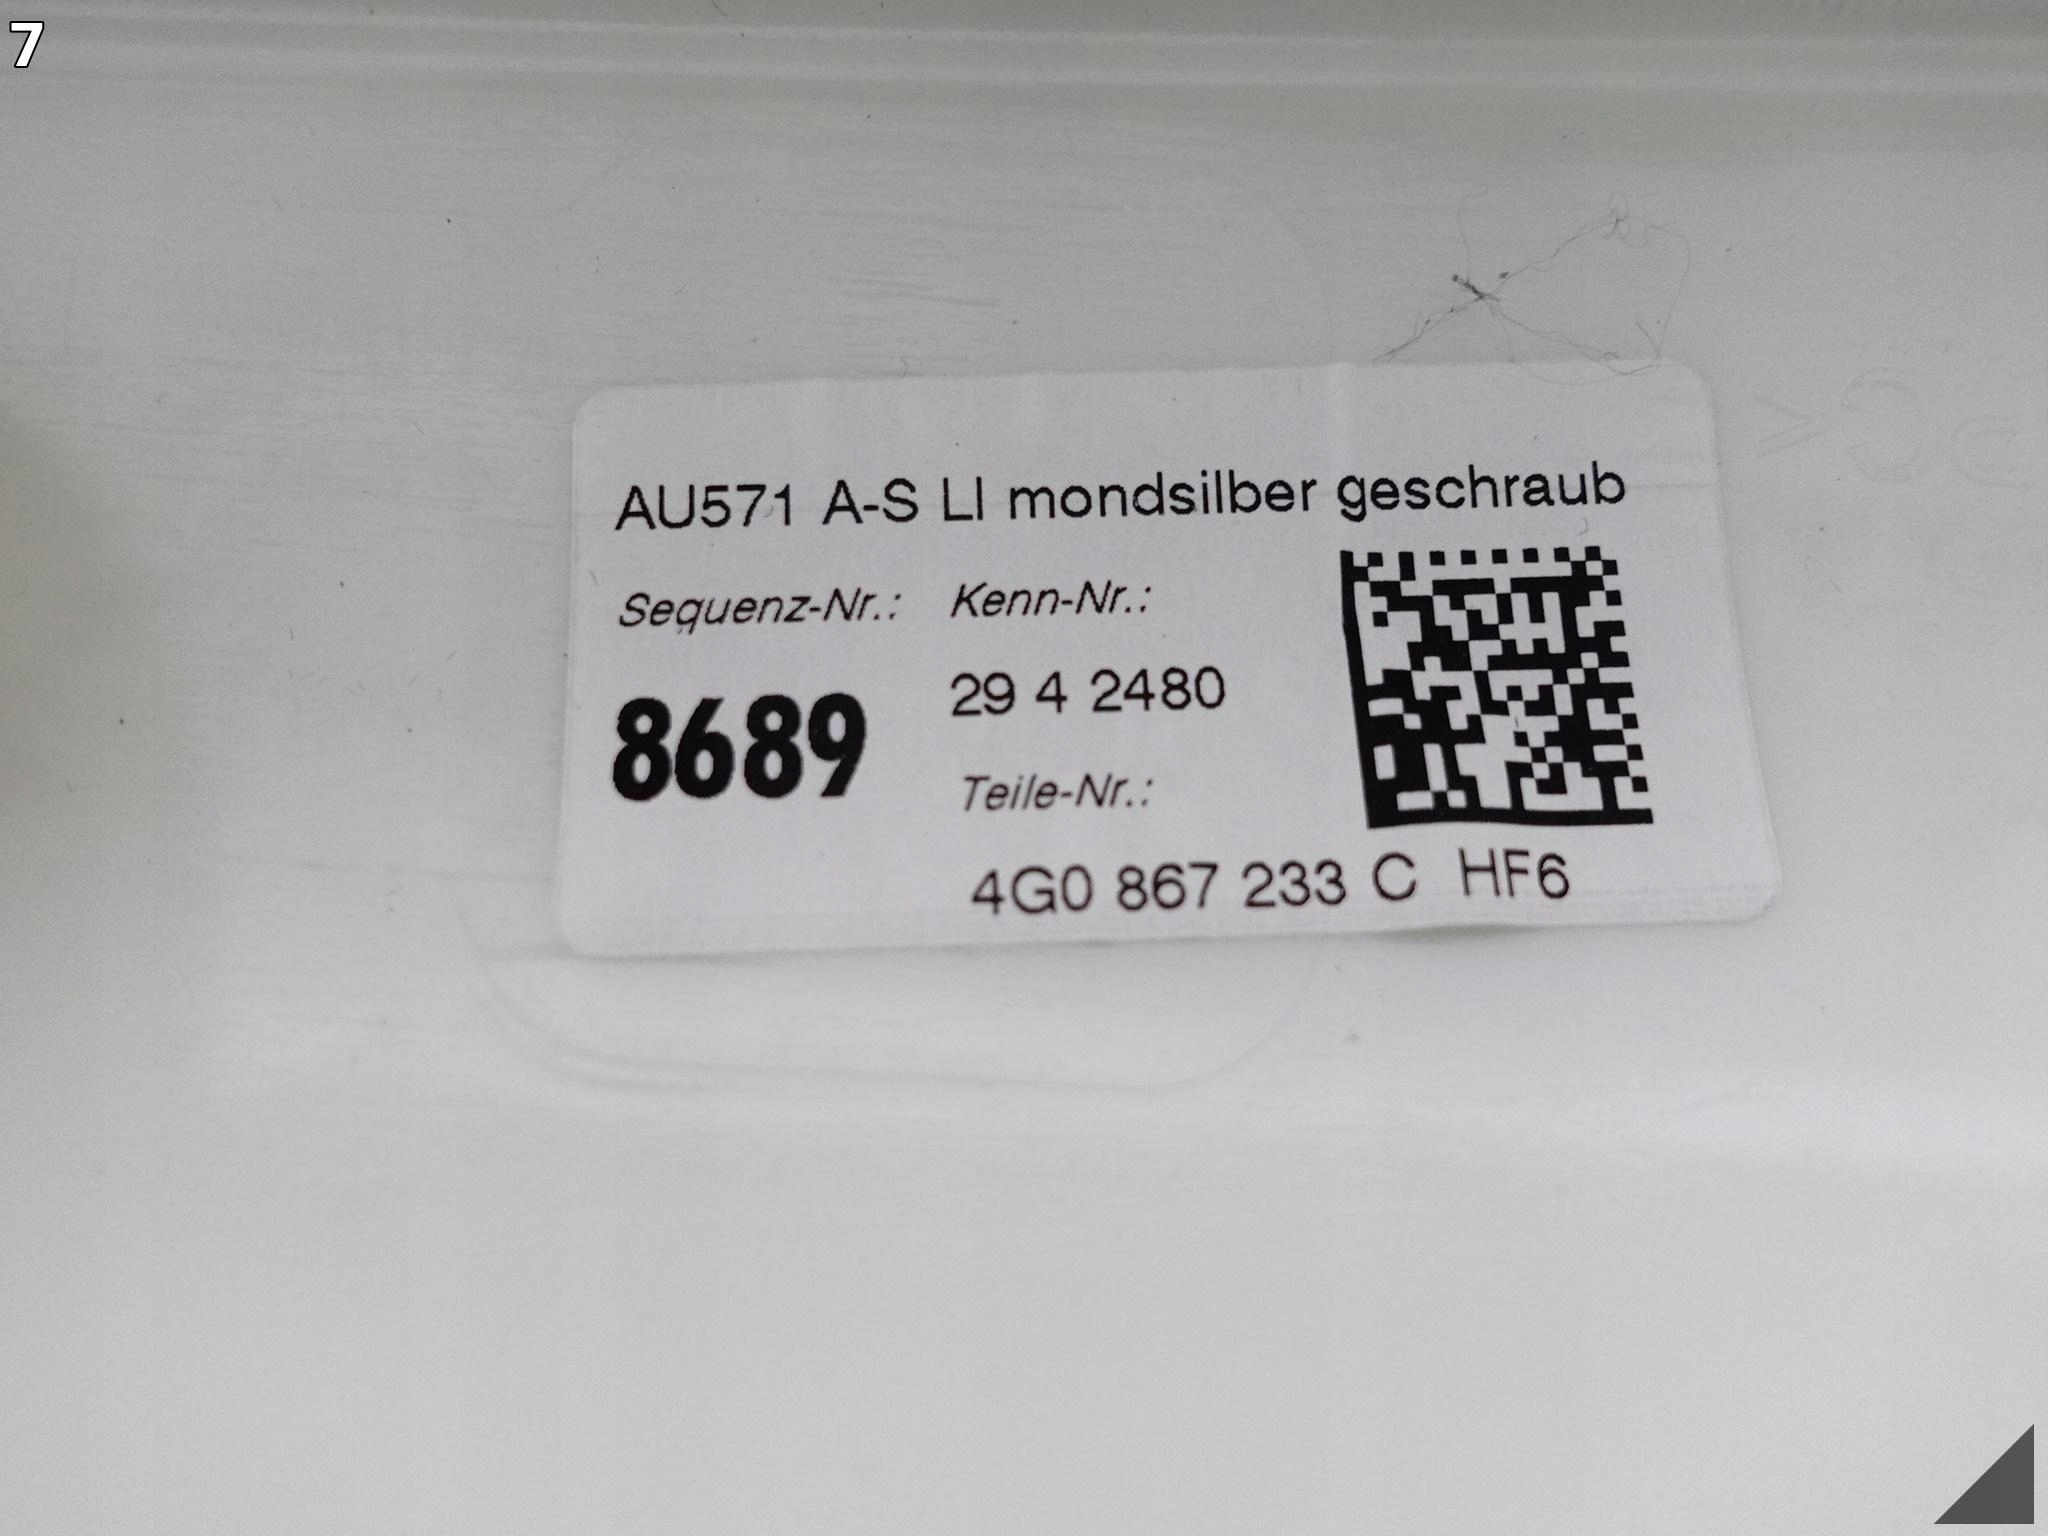 7
AU571 A-S LI mondsilber geschraub
Sequenz-Nr.: Kenn-Nr.:
8689 29 4 2480
Teile-Nr.:
4G0 867 233 C HF6